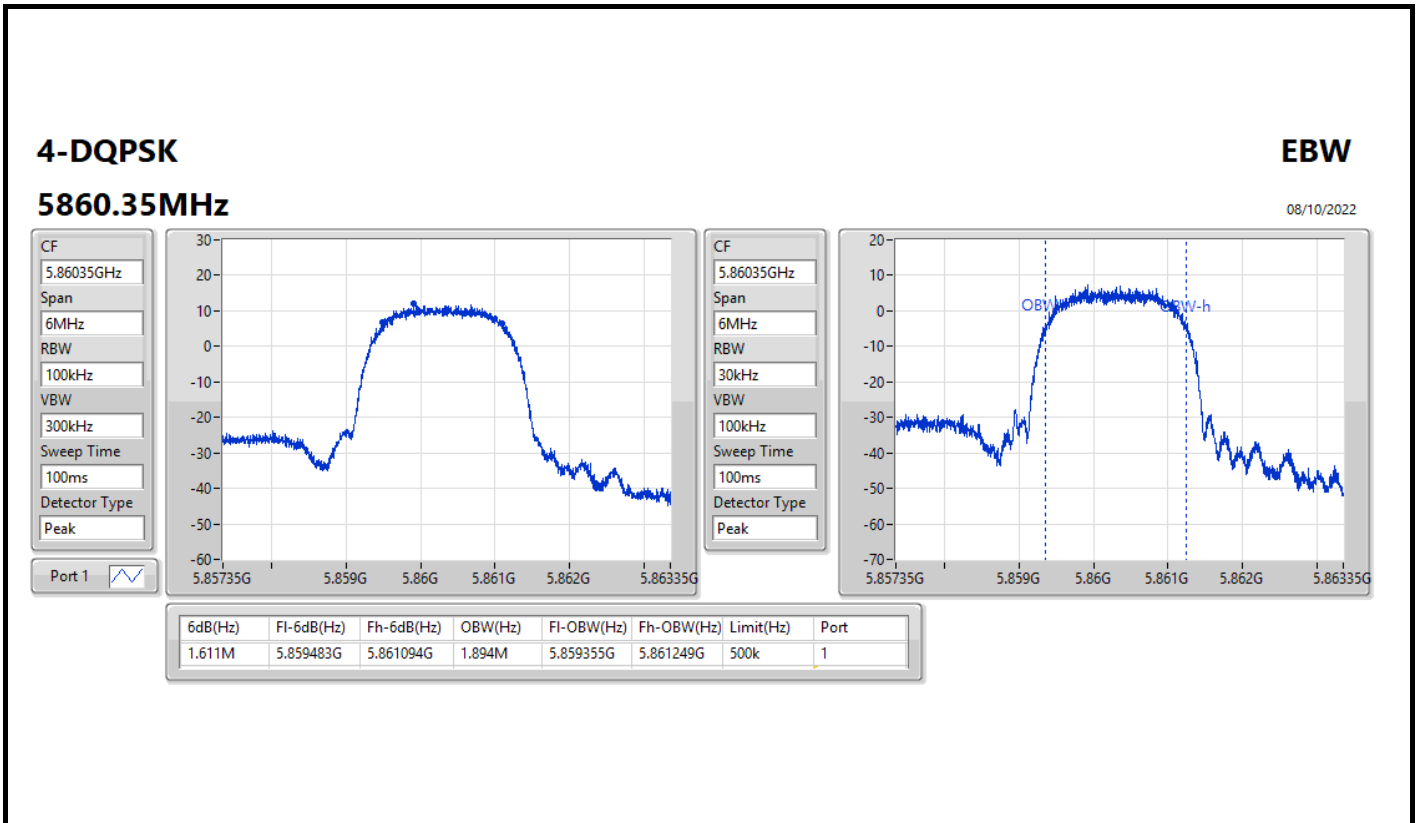 4-DQPSK
EBW
5860.35MHz
08/10/2022
CF
5.86035GHz
Span
6MHz
RBW
100kHz
VBW
300kHz
Sweep Time
100ms
Detector Type
Peak
Port 1
30
20
10
0
-10
-20
-30
-40
-50
-60
5.85735G 5.859G 5.86G 5.861G 5.862G 5.86335G
CF
5.86035GHz
Span
6MHz
RBW
30kHz
VBW
100kHz
Sweep Time
100ms
Detector Type
Peak
20
10
0
-10
-20
-30
-40
-50
-60
-70
OBW-h
5.85735G 5.859G 5.86G 5.861G 5.862G 5.86335G
6dB(Hz) Fl-6dB(Hz) Fh-6dB(Hz) OBW(Hz) Fl-OBW(Hz) Fh-OBW(Hz) Limit(Hz) Port
1.611M 5.859483G 5.861094G 1.894M 5.859355G 5.861249G 500k 1